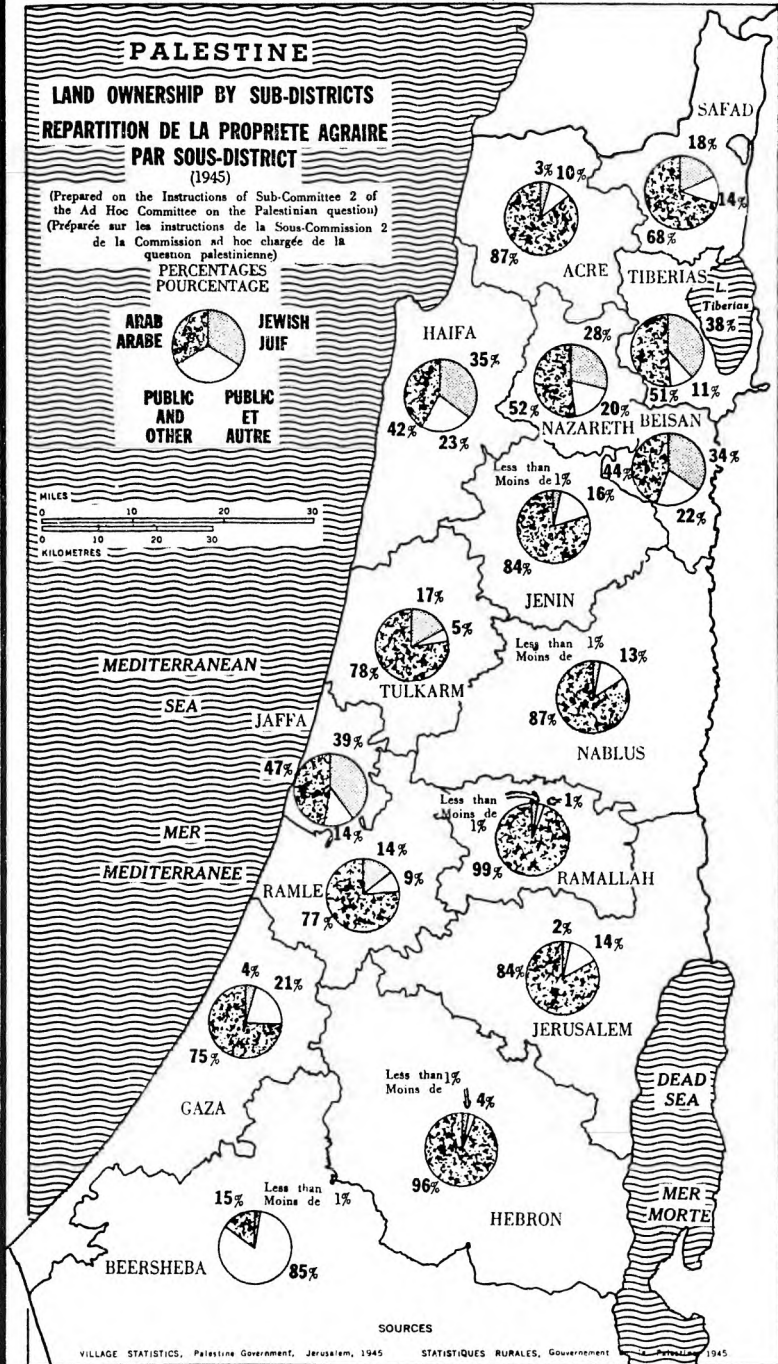 PALESTINE
LAND OWNERSHIP BY SUB-DISTRICTS
REPARTITION DE LA PROPRIETE AGRAIRE
PAR SOUS-DISTRICT
(1945)
(Prepared on the Instructions of Sub-Committee 2 of
the Ad Hoc Committee on the Palestinian question)
(Préparée sur les instructions de la Sous-Commission 2
de la Commission ad hoc chargée de la
question palestinienne)
PERCENTAGES
POURCENTAGE
ARAB
ARABE
JEWISH
JUIF
PUBLIC
AND
OTHER
PUBLIC
ET
AUTRE
MILES
0 10 20 30
0 10 20 30
KILOMETRES
SAFAD
18%
14%
68%
3% 10%
87%
ACRE
TIBERIAS
L.
Tiberias
38%
51%
11%
HAIFA
35%
42%
23%
28%
52%
20%
NAZARETH
BEISAN
44%
34%
22%
Less than
Moins de 1%
16%
84%
JENIN
17%
5%
78%
TULKARM
Less than
Moins de 1%
13%
87%
NABLUS
MEDITERRANEAN
SEA
JAFFA
39%
47%
14%
MER
MEDITERRANEE
Less than
Moins de
1%
1%
99%
RAMALLAH
14%
9%
RAMLE
77%
2%
14%
84%
JERUSALEM
4%
21%
75%
GAZA
Less than
Moins de 1%
4%
96%
HEBRON
DEAD
SEA
MER
MORTE
15%
Less than
Moins de 1%
BEERSHEBA
85%
SOURCES
VILLAGE STATISTICS, Palestine Government, Jerusalem, 1945
STATISTIQUES RURALES, Gouvernement la Palestine, 1945